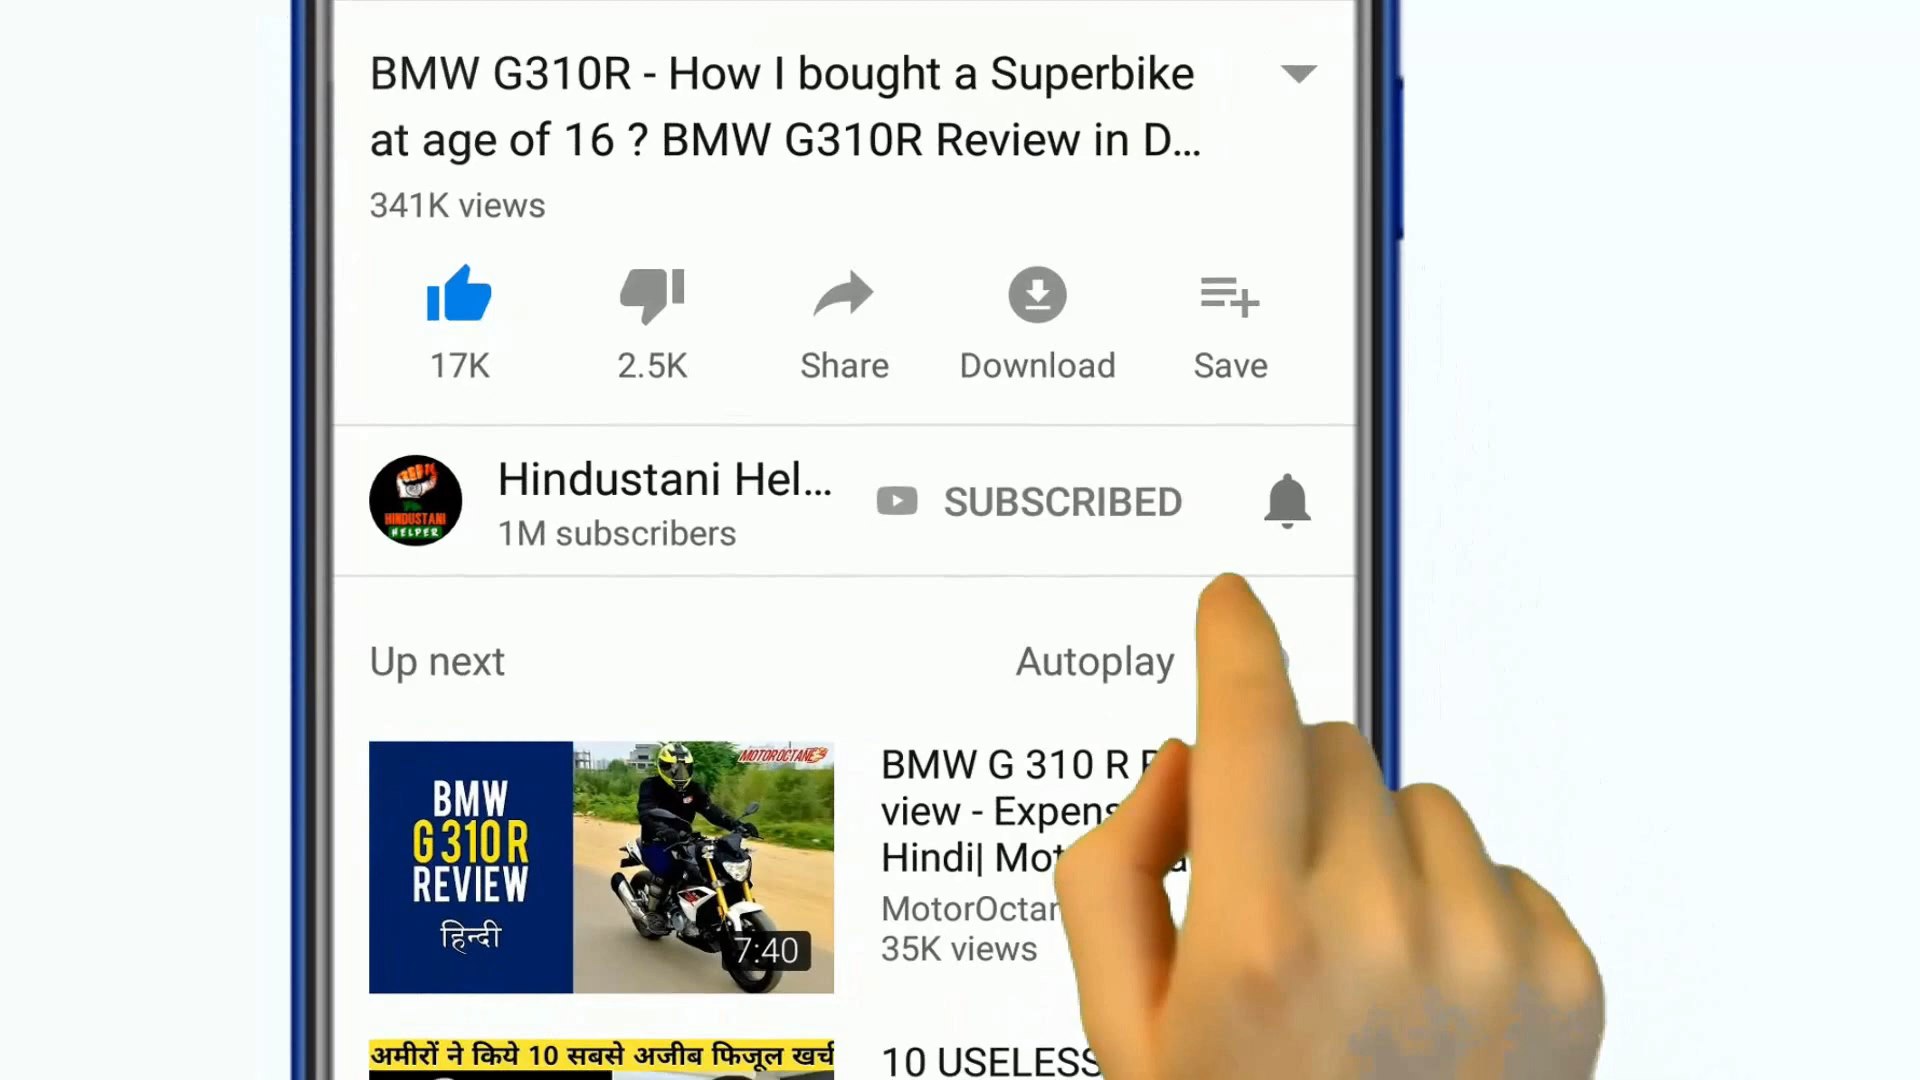 BMW G310R - How I bought a Superbike
at age of 16 ? BMW G310R Review in D...
341K views
17K
2.5K
Share
Download
Save
HINDUSTANI
HELPER
Hindustani Hel...
1M subscribers
SUBSCRIBED
Up next
Autoplay
BMW
G 310 R
REVIEW
हिन्दी
MOTOROCTANE
7:40
BMW G 310 R
view - Expens
Hindi| Mot
MotorOctan
35K views
अमीरों ने किये 10 सबसे अजीब फिजूल खर्च
10 USELESS